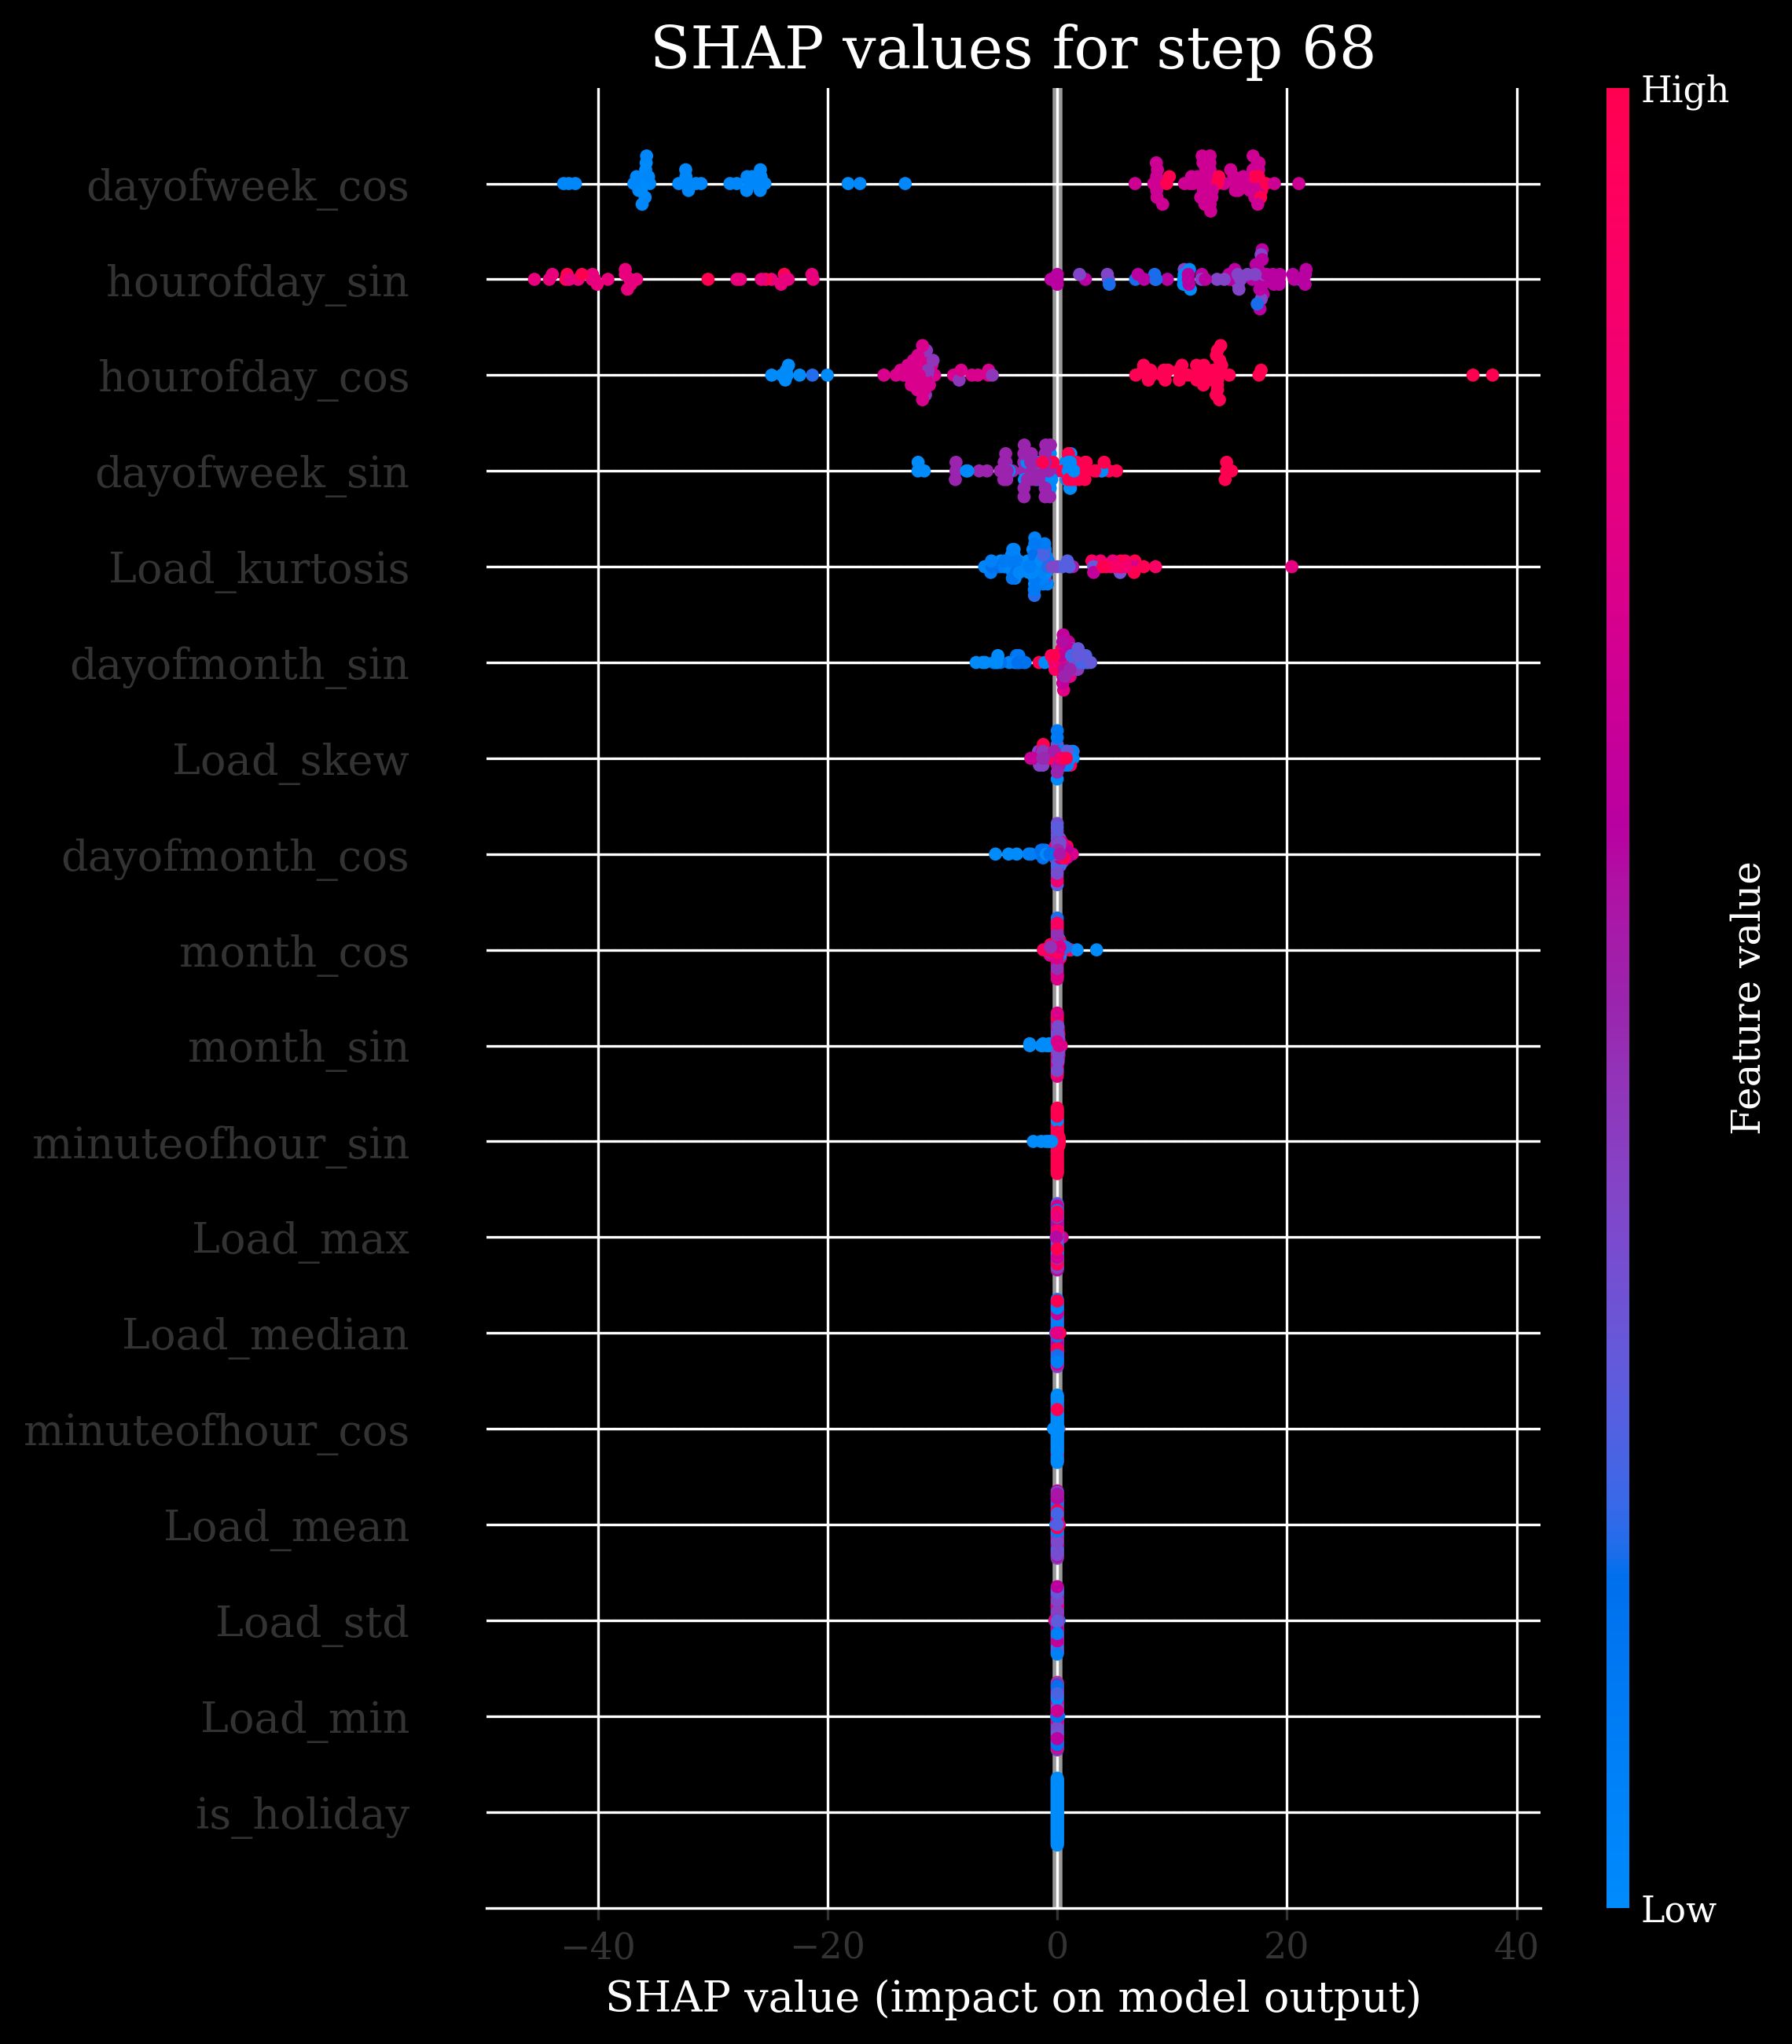 SHAP values for step 68
High
dayofweek_cos
hourofday_sin
hourofday_cos
dayofweek_sin
Load_kurtosis
dayofmonth_sin
Load_skew
dayofmonth_cos
month_cos
month_sin
minuteofhour_sin
Load_max
Load_median
minuteofhour_cos
Load_mean
Load_std
Load_min
is_holiday
Feature value
Low
−40 −20 0 20 40
SHAP value (impact on model output)